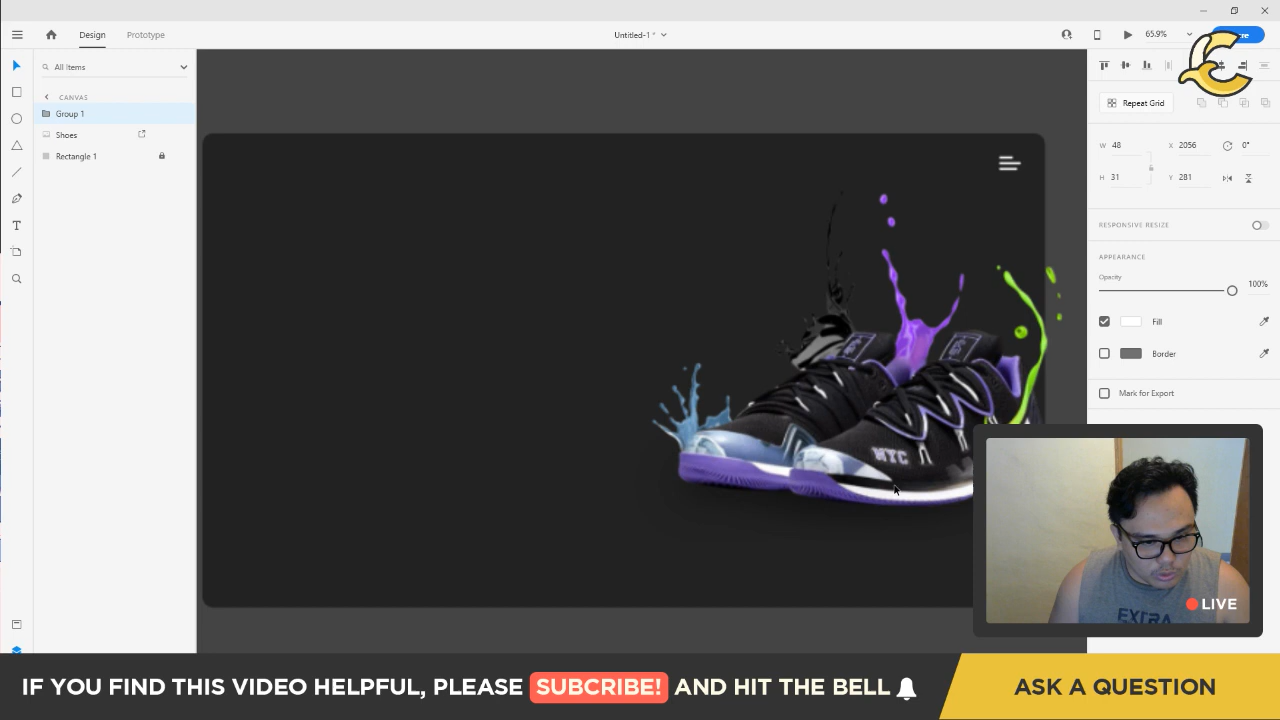 Design
Prototype
Untitled-1 *
65.9%
All Items
CANVAS
Group 1
Shoes
Rectangle 1
Repeat Grid
W 48
X 2056
0°
H 31
Y 281
RESPONSIVE RESIZE
APPEARANCE
Opacity
100%
Fill
Border
Mark for Export
NYC
EXTRA
LIVE
IF YOU FIND THIS VIDEO HELPFUL, PLEASE SUBCRIBE! AND HIT THE BELL
ASK A QUESTION